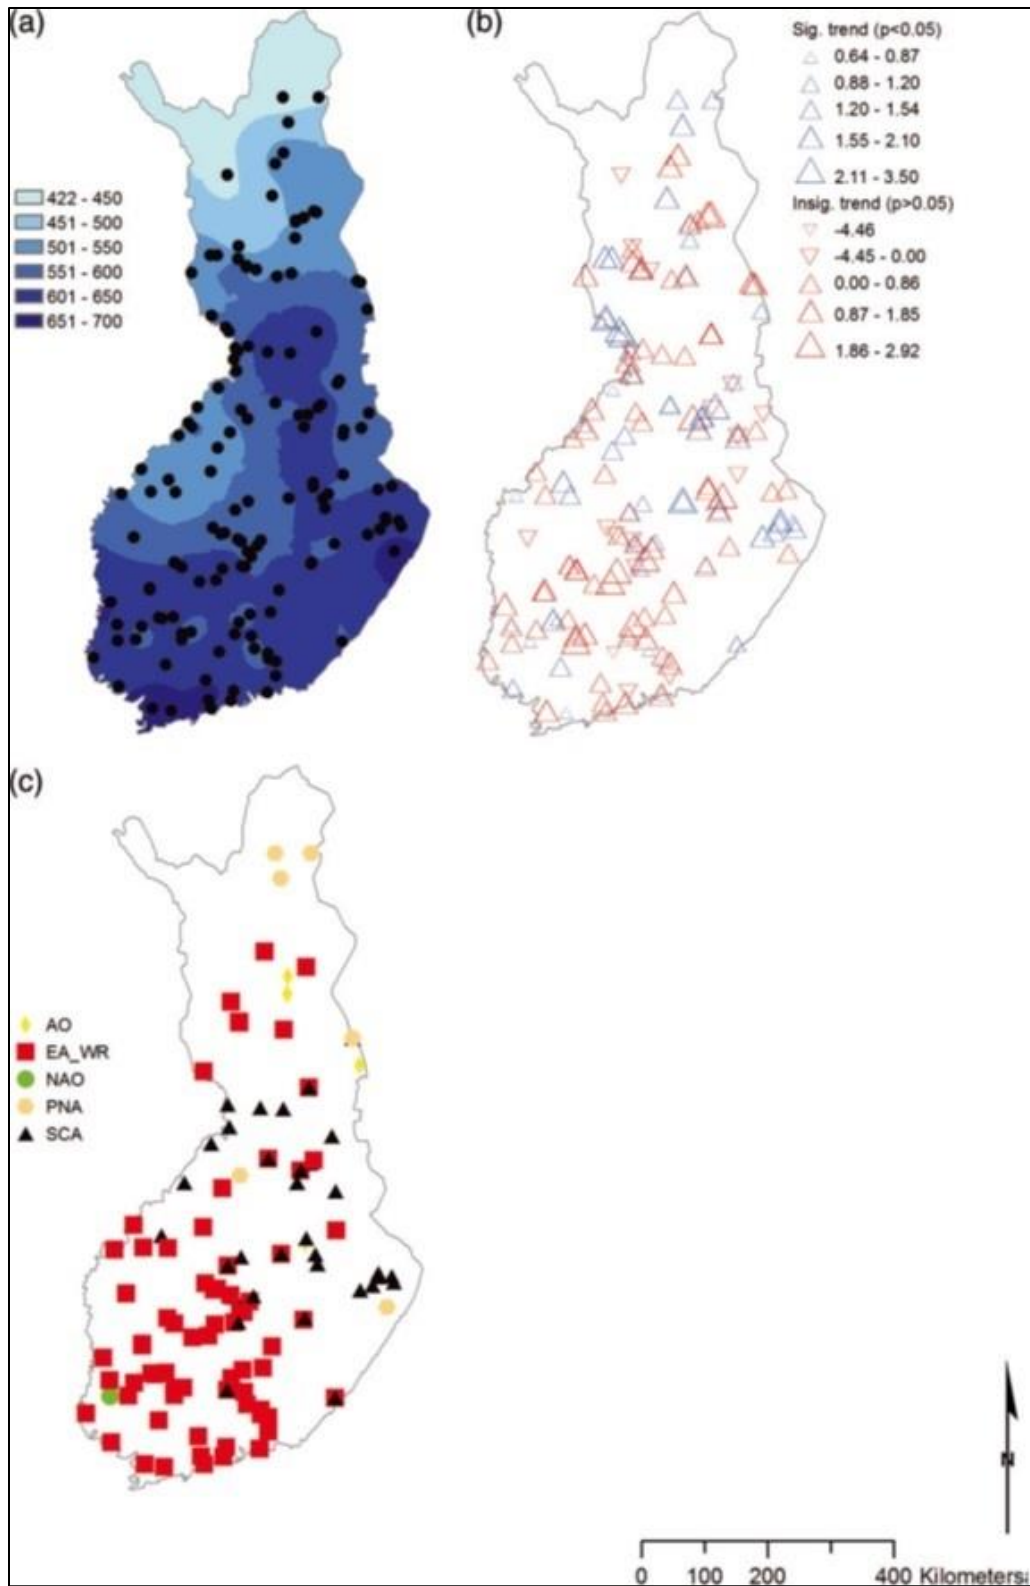 (a)
422 - 450
451 - 500
501 - 550
551 - 600
601 - 650
651 - 700
(b)
Sig. trend (p<0.05)
0.64 - 0.87
0.88 - 1.20
1.20 - 1.54
1.55 - 2.10
2.11 - 3.50
Insig. trend (p>0.05)
-4.46
-4.45 - 0.00
0.00 - 0.86
0.87 - 1.85
1.86 - 2.92
(c)
AO
EA_WR
NAO
PNA
SCA
N
0 100 200 400 Kilometers